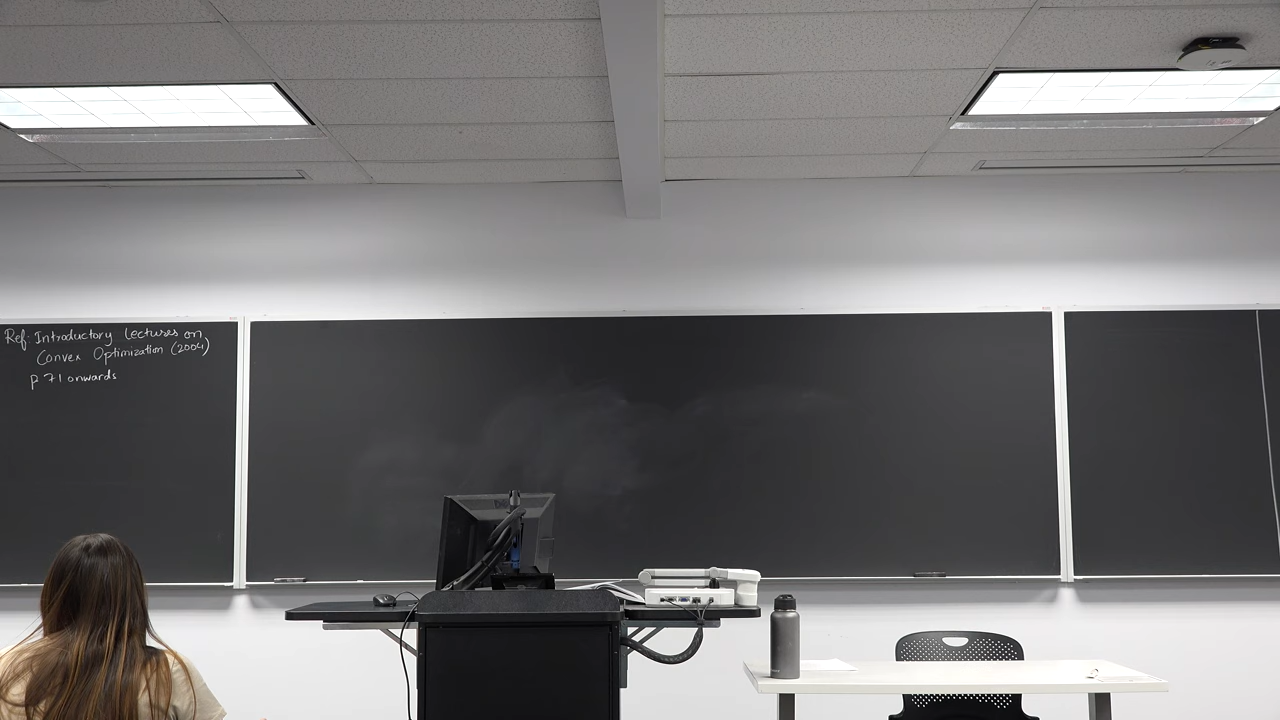 Ref: Introductory Lectures on
Convex Optimization (2004)
p 71 onwards